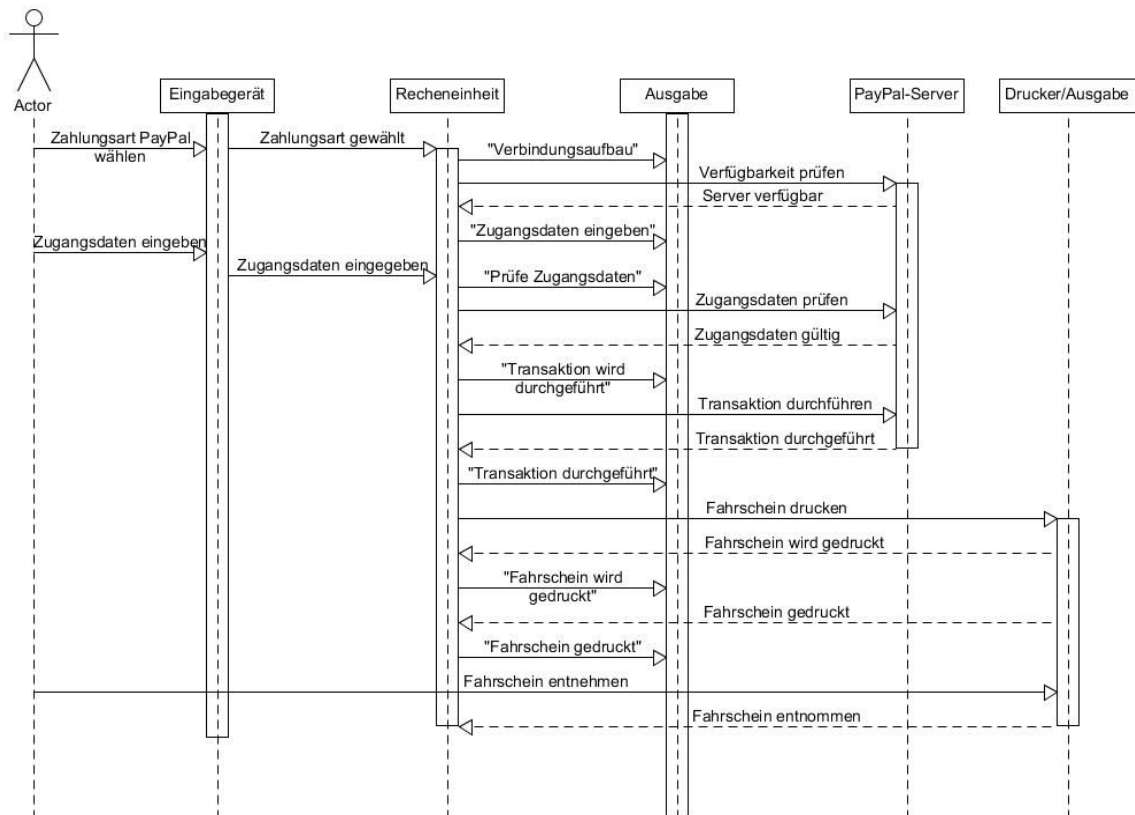 Actor
Eingabegerät
Recheneinheit
Ausgabe
PayPal-Server
Drucker/Ausgabe
Zahlungsart PayPal
wählen
Zahlungsart gewählt
"Verbindungsaufbau"
Verfügbarkeit prüfen
Server verfügbar
Zugangsdaten eingeben
"Zugangsdaten eingeben"
Zugangsdaten eingegeben
"Prüfe Zugangsdaten"
Zugangsdaten prüfen
Zugangsdaten gültig
"Transaktion wird
durchgeführt"
Transaktion durchführen
Transaktion durchgeführt
"Transaktion durchgeführt"
Fahrschein drucken
Fahrschein wird gedruckt
"Fahrschein wird
gedruckt"
Fahrschein gedruckt
"Fahrschein gedruckt"
Fahrschein entnehmen
Fahrschein entnommen